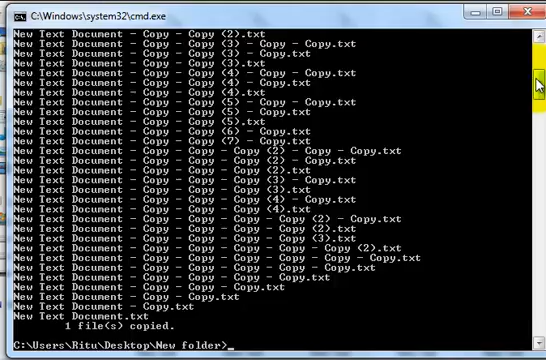 C:\Windows\system32\cmd.exe
New Text Document - Copy - Copy (2).txt
New Text Document - Copy - Copy (3) - Copy - Copy.txt
New Text Document - Copy - Copy (3) - Copy.txt
New Text Document - Copy - Copy (3).txt
New Text Document - Copy - Copy (4) - Copy - Copy.txt
New Text Document - Copy - Copy (4) - Copy.txt
New Text Document - Copy - Copy (4).txt
New Text Document - Copy - Copy (5) - Copy - Copy.txt
New Text Document - Copy - Copy (5) - Copy.txt
New Text Document - Copy - Copy (5).txt
New Text Document - Copy - Copy (6) - Copy.txt
New Text Document - Copy - Copy (7) - Copy.txt
New Text Document - Copy - Copy - Copy (2) - Copy - Copy.txt
New Text Document - Copy - Copy - Copy (2) - Copy.txt
New Text Document - Copy - Copy - Copy (2).txt
New Text Document - Copy - Copy - Copy (3) - Copy.txt
New Text Document - Copy - Copy - Copy (3).txt
New Text Document - Copy - Copy - Copy (4) - Copy.txt
New Text Document - Copy - Copy - Copy (4).txt
New Text Document - Copy - Copy - Copy - Copy (2) - Copy.txt
New Text Document - Copy - Copy - Copy - Copy (2).txt
New Text Document - Copy - Copy - Copy - Copy (3).txt
New Text Document - Copy - Copy - Copy - Copy - Copy (2).txt
New Text Document - Copy - Copy - Copy - Copy - Copy - Copy - Copy.txt
New Text Document - Copy - Copy - Copy - Copy - Copy - Copy.txt
New Text Document - Copy - Copy - Copy - Copy - Copy.txt
New Text Document - Copy - Copy - Copy - Copy.txt
New Text Document - Copy - Copy - Copy.txt
New Text Document - Copy - Copy.txt
New Text Document - Copy.txt
New Text Document.txt
1 file(s) copied.
C:\Users\Ritu\Desktop\New folder>_